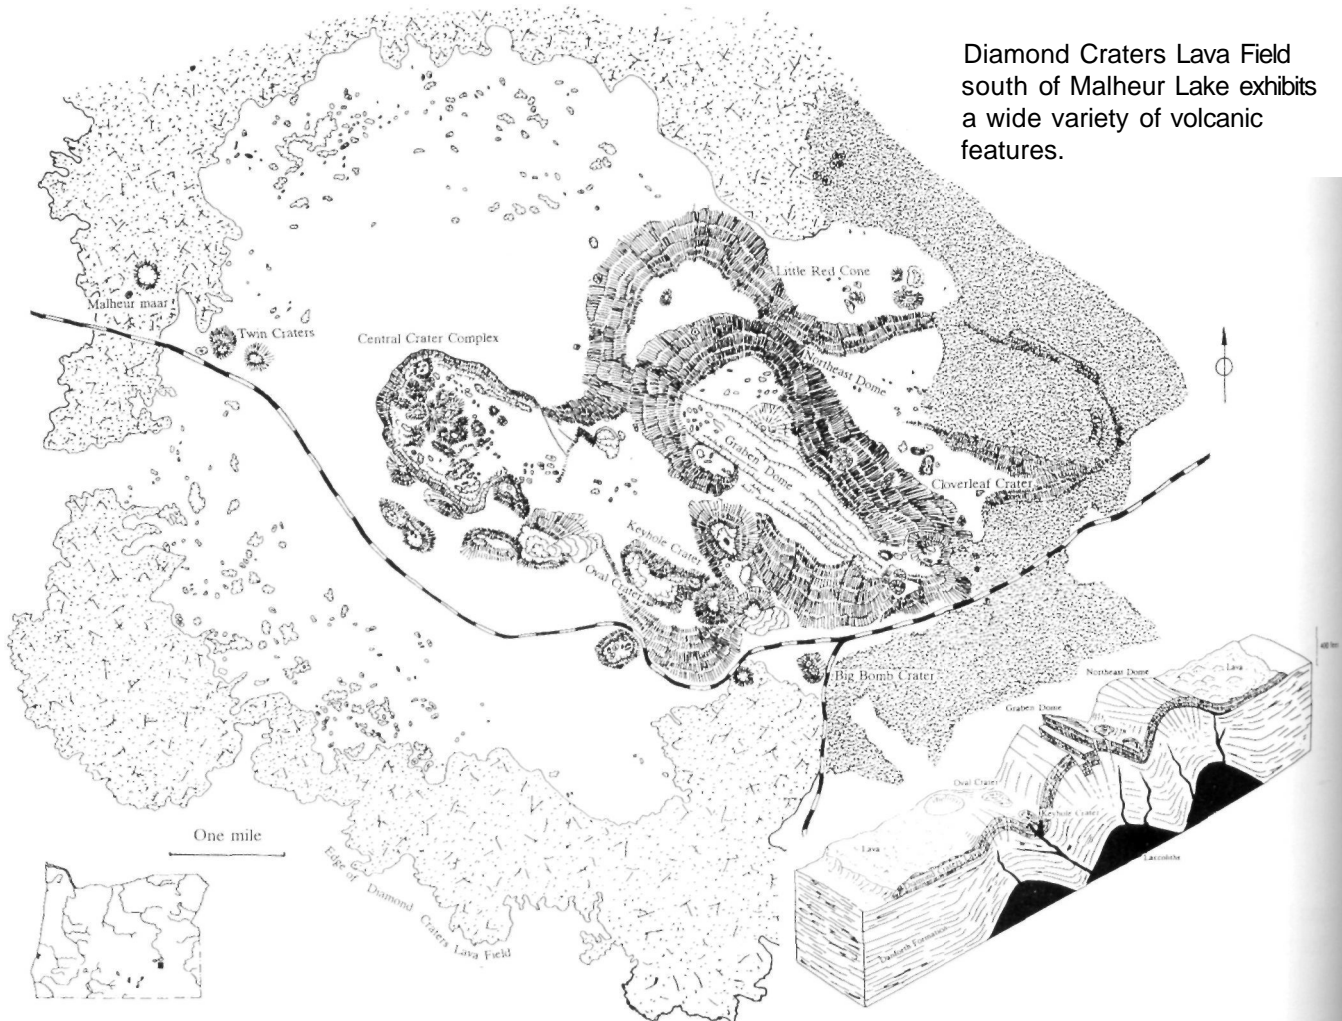 Diamond Craters Lava Field
south of Malheur Lake exhibits
a wide variety of volcanic
features.
Little Red Cone
Malheur maar
Twin Craters
Central Crater Complex
Northeast Dome
Graben Dome
Cloverleaf Crater
Keyhole Crater
Oval Crater
Big Bomb Crater
Northeast Dome
Lava
Graben Dome
Oval Crater
Keyhole Crater
Lava
Laccoliths
Danforth Formation
One mile
Edge of Diamond Craters Lava Field